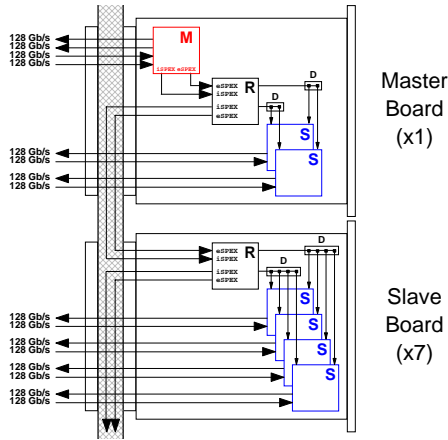 128 Gb/s
128 Gb/s
128 Gb/s
128 Gb/s
M
iSPEX eSPEX
eSPEX R
iSPEX
iSPEX
eSPEX
D
D
S
S
128 Gb/s
128 Gb/s
128 Gb/s
128 Gb/s
Master
Board
(x1)
eSPEX R
iSPEX
iSPEX
eSPEX
D
D
S
S
S
S
128 Gb/s
128 Gb/s
128 Gb/s
128 Gb/s
128 Gb/s
128 Gb/s
128 Gb/s
128 Gb/s
Slave
Board
(x7)